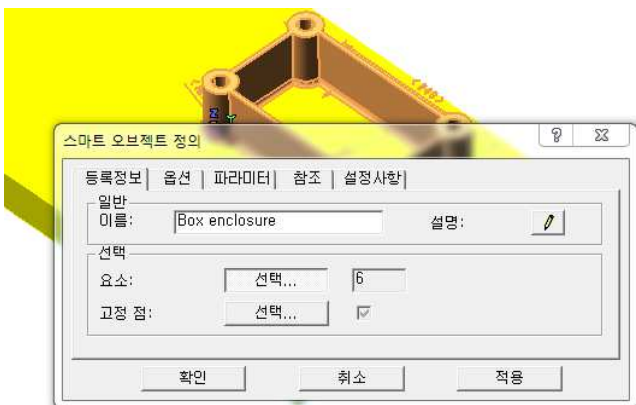 스마트 오브젝트 정의
등록정보 옵션 파라미터 참조 설정사항
일반
이름: Box enclosure 설명:
선택
요소: 선택... 6
고정 점: 선택...
확인 취소 적용